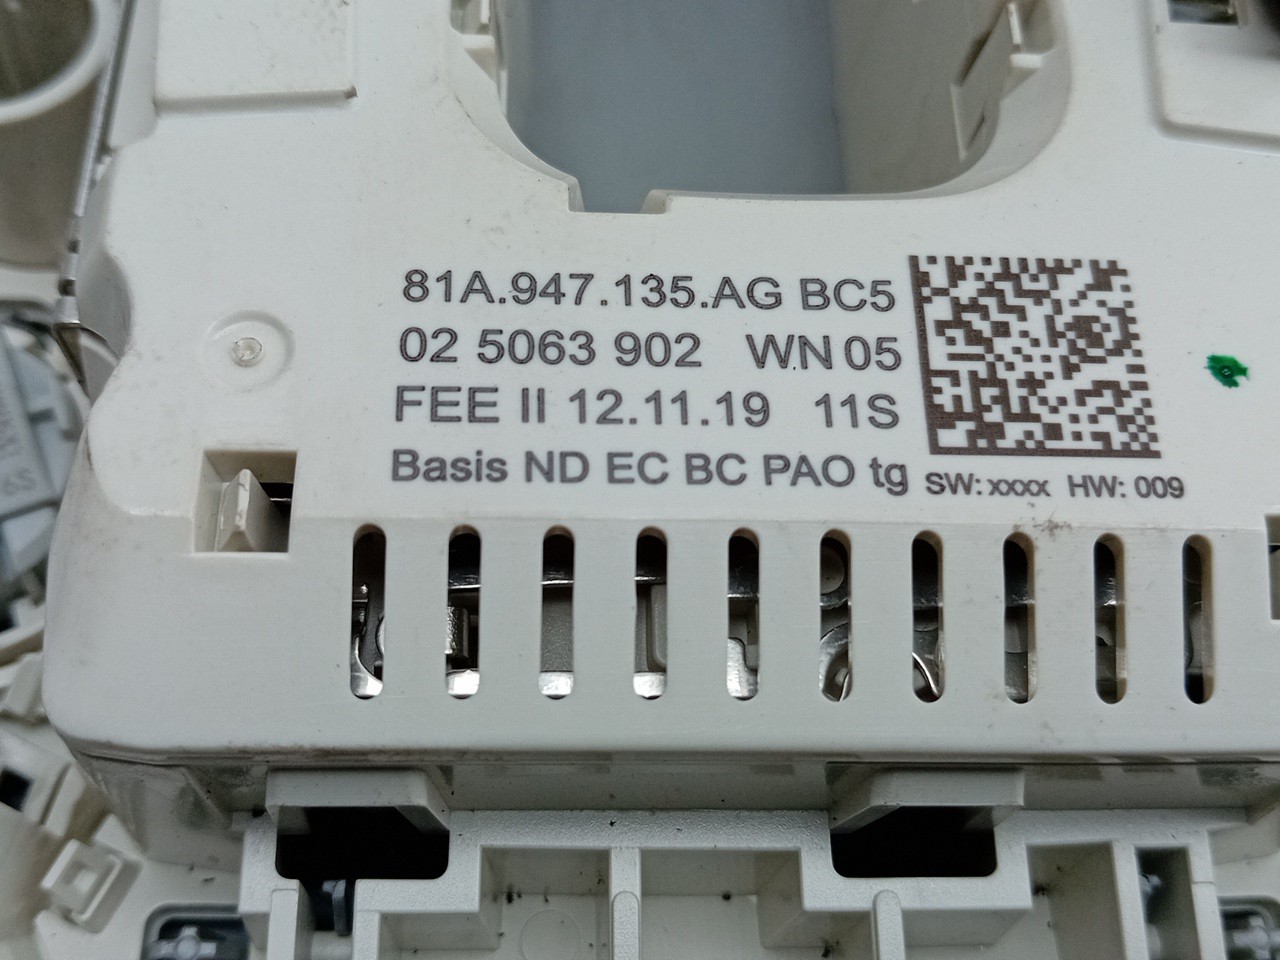 81A.947.135.AG BC5
02 5063 902 WN 05
FEE II 12.11.19 11S
Basis ND EC BC PAO tg SW: xxxx HW: 009